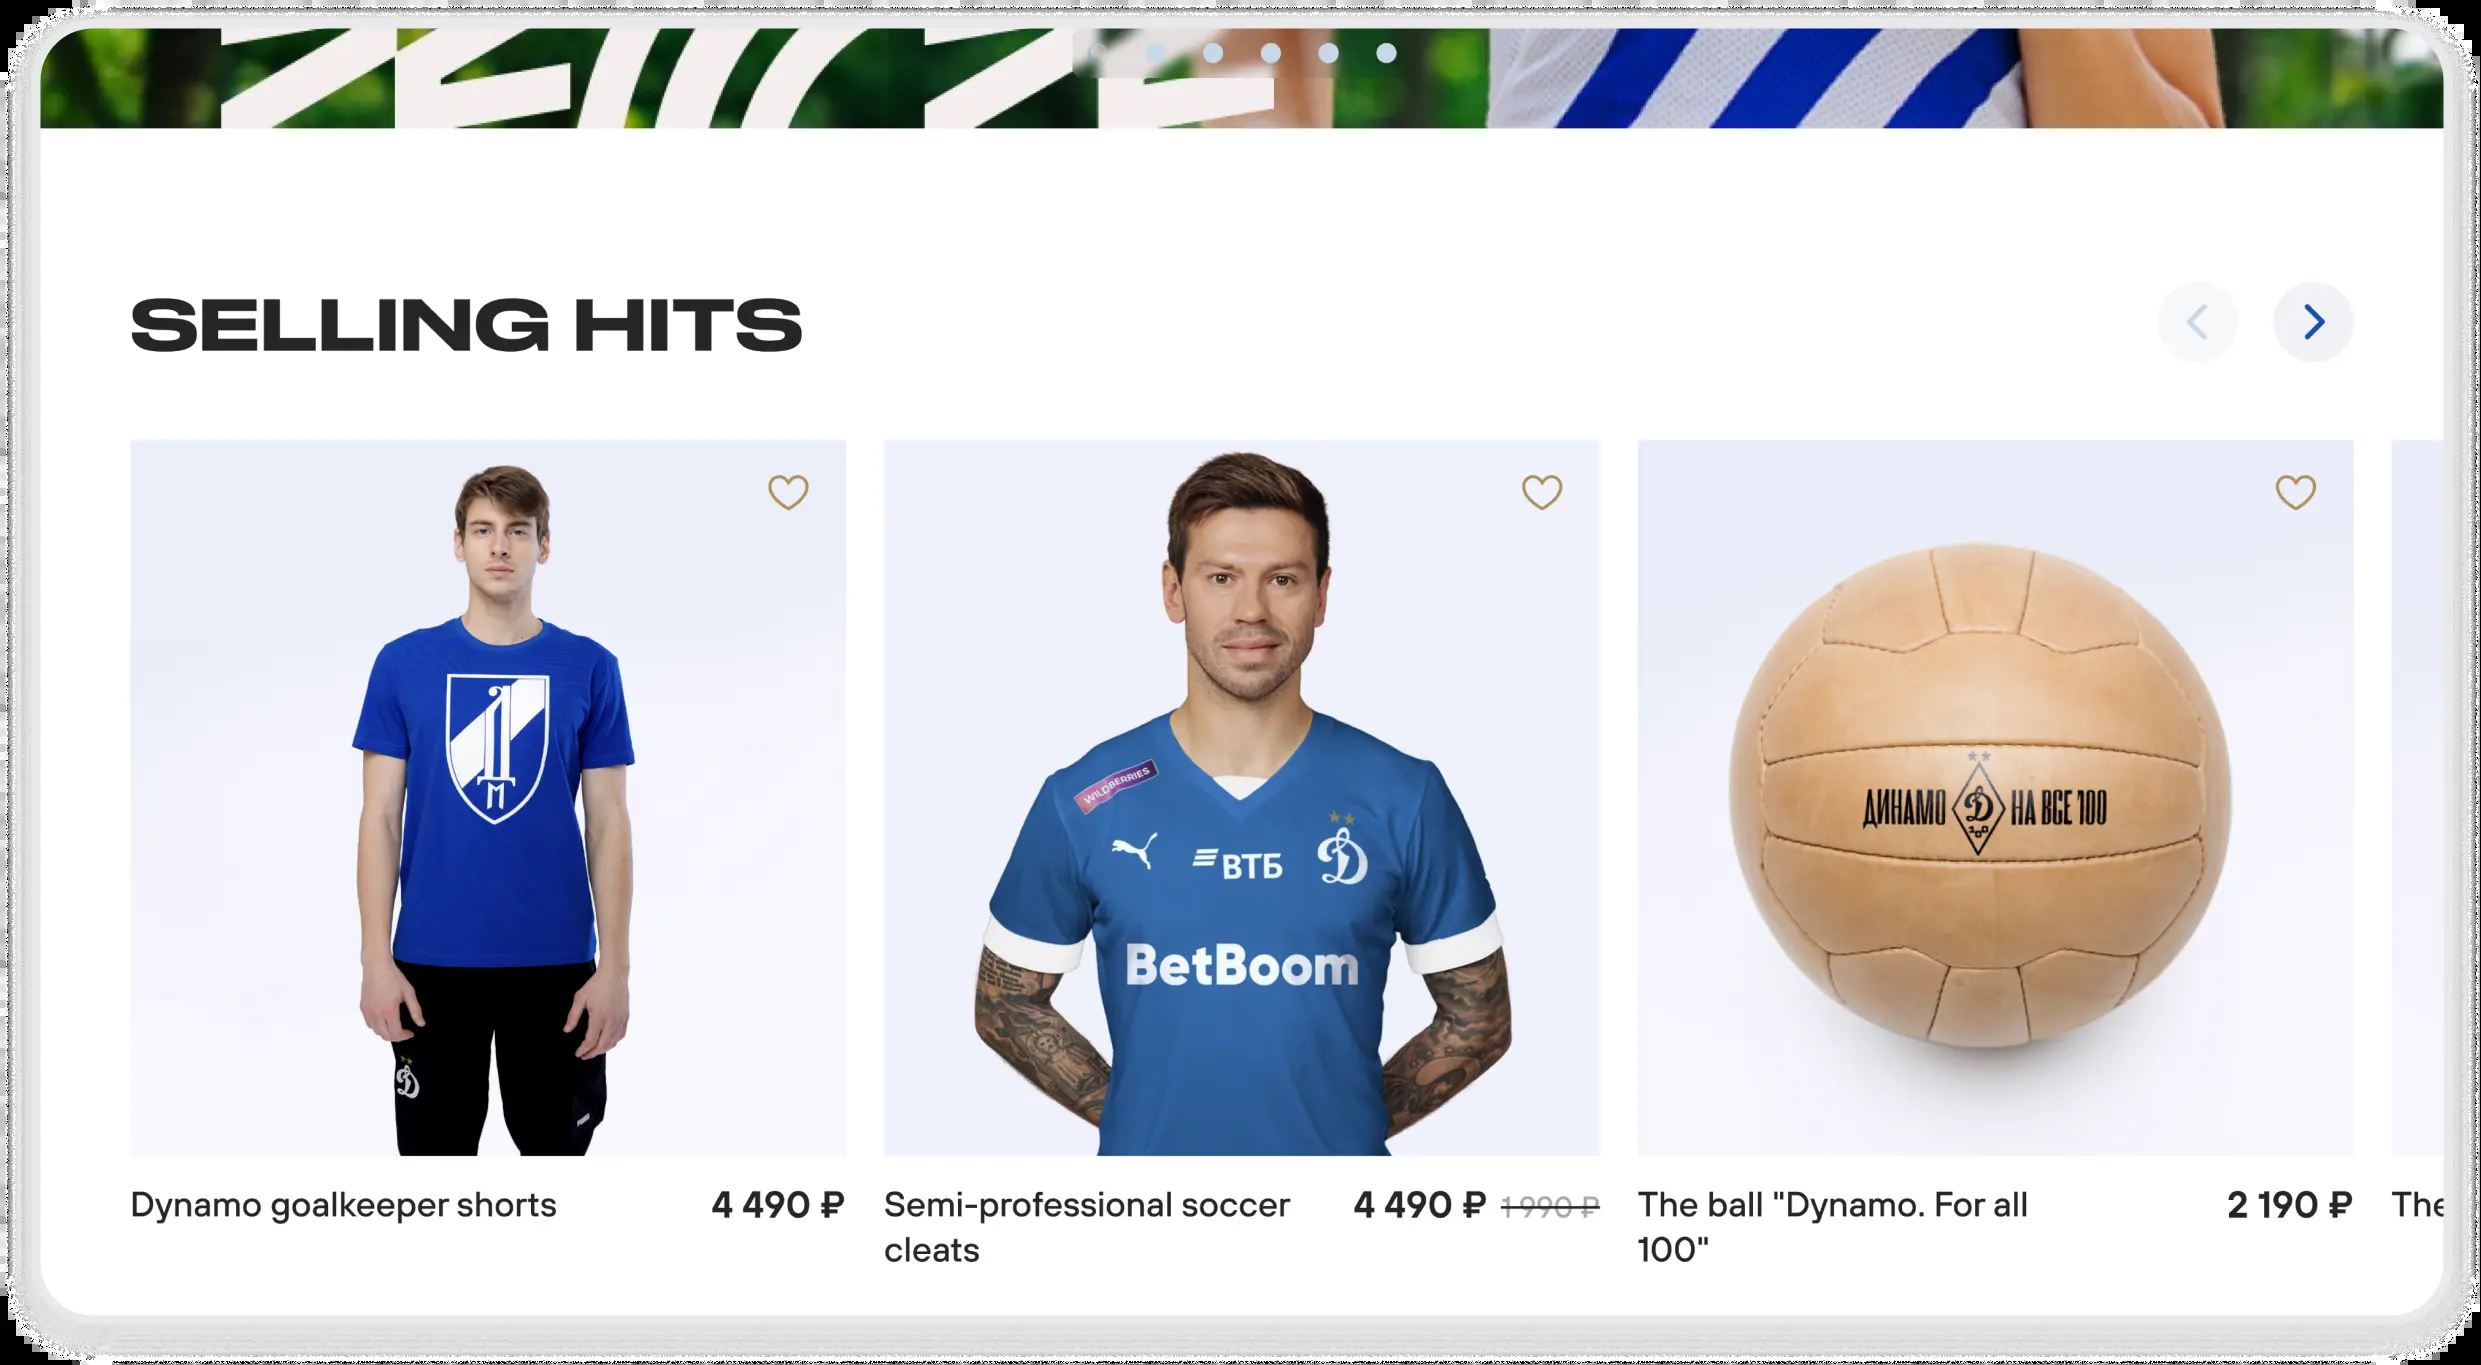 SELLING HITS
WILDBERRIES
ВТБ
BetBoom
ДИНАМО НА ВСЕ 100
100
Dynamo goalkeeper shorts 4 490 ₽
Semi-professional soccer 4 490 ₽ 1 990 ₽
cleats
The ball "Dynamo. For all 2 190 ₽
100"
The